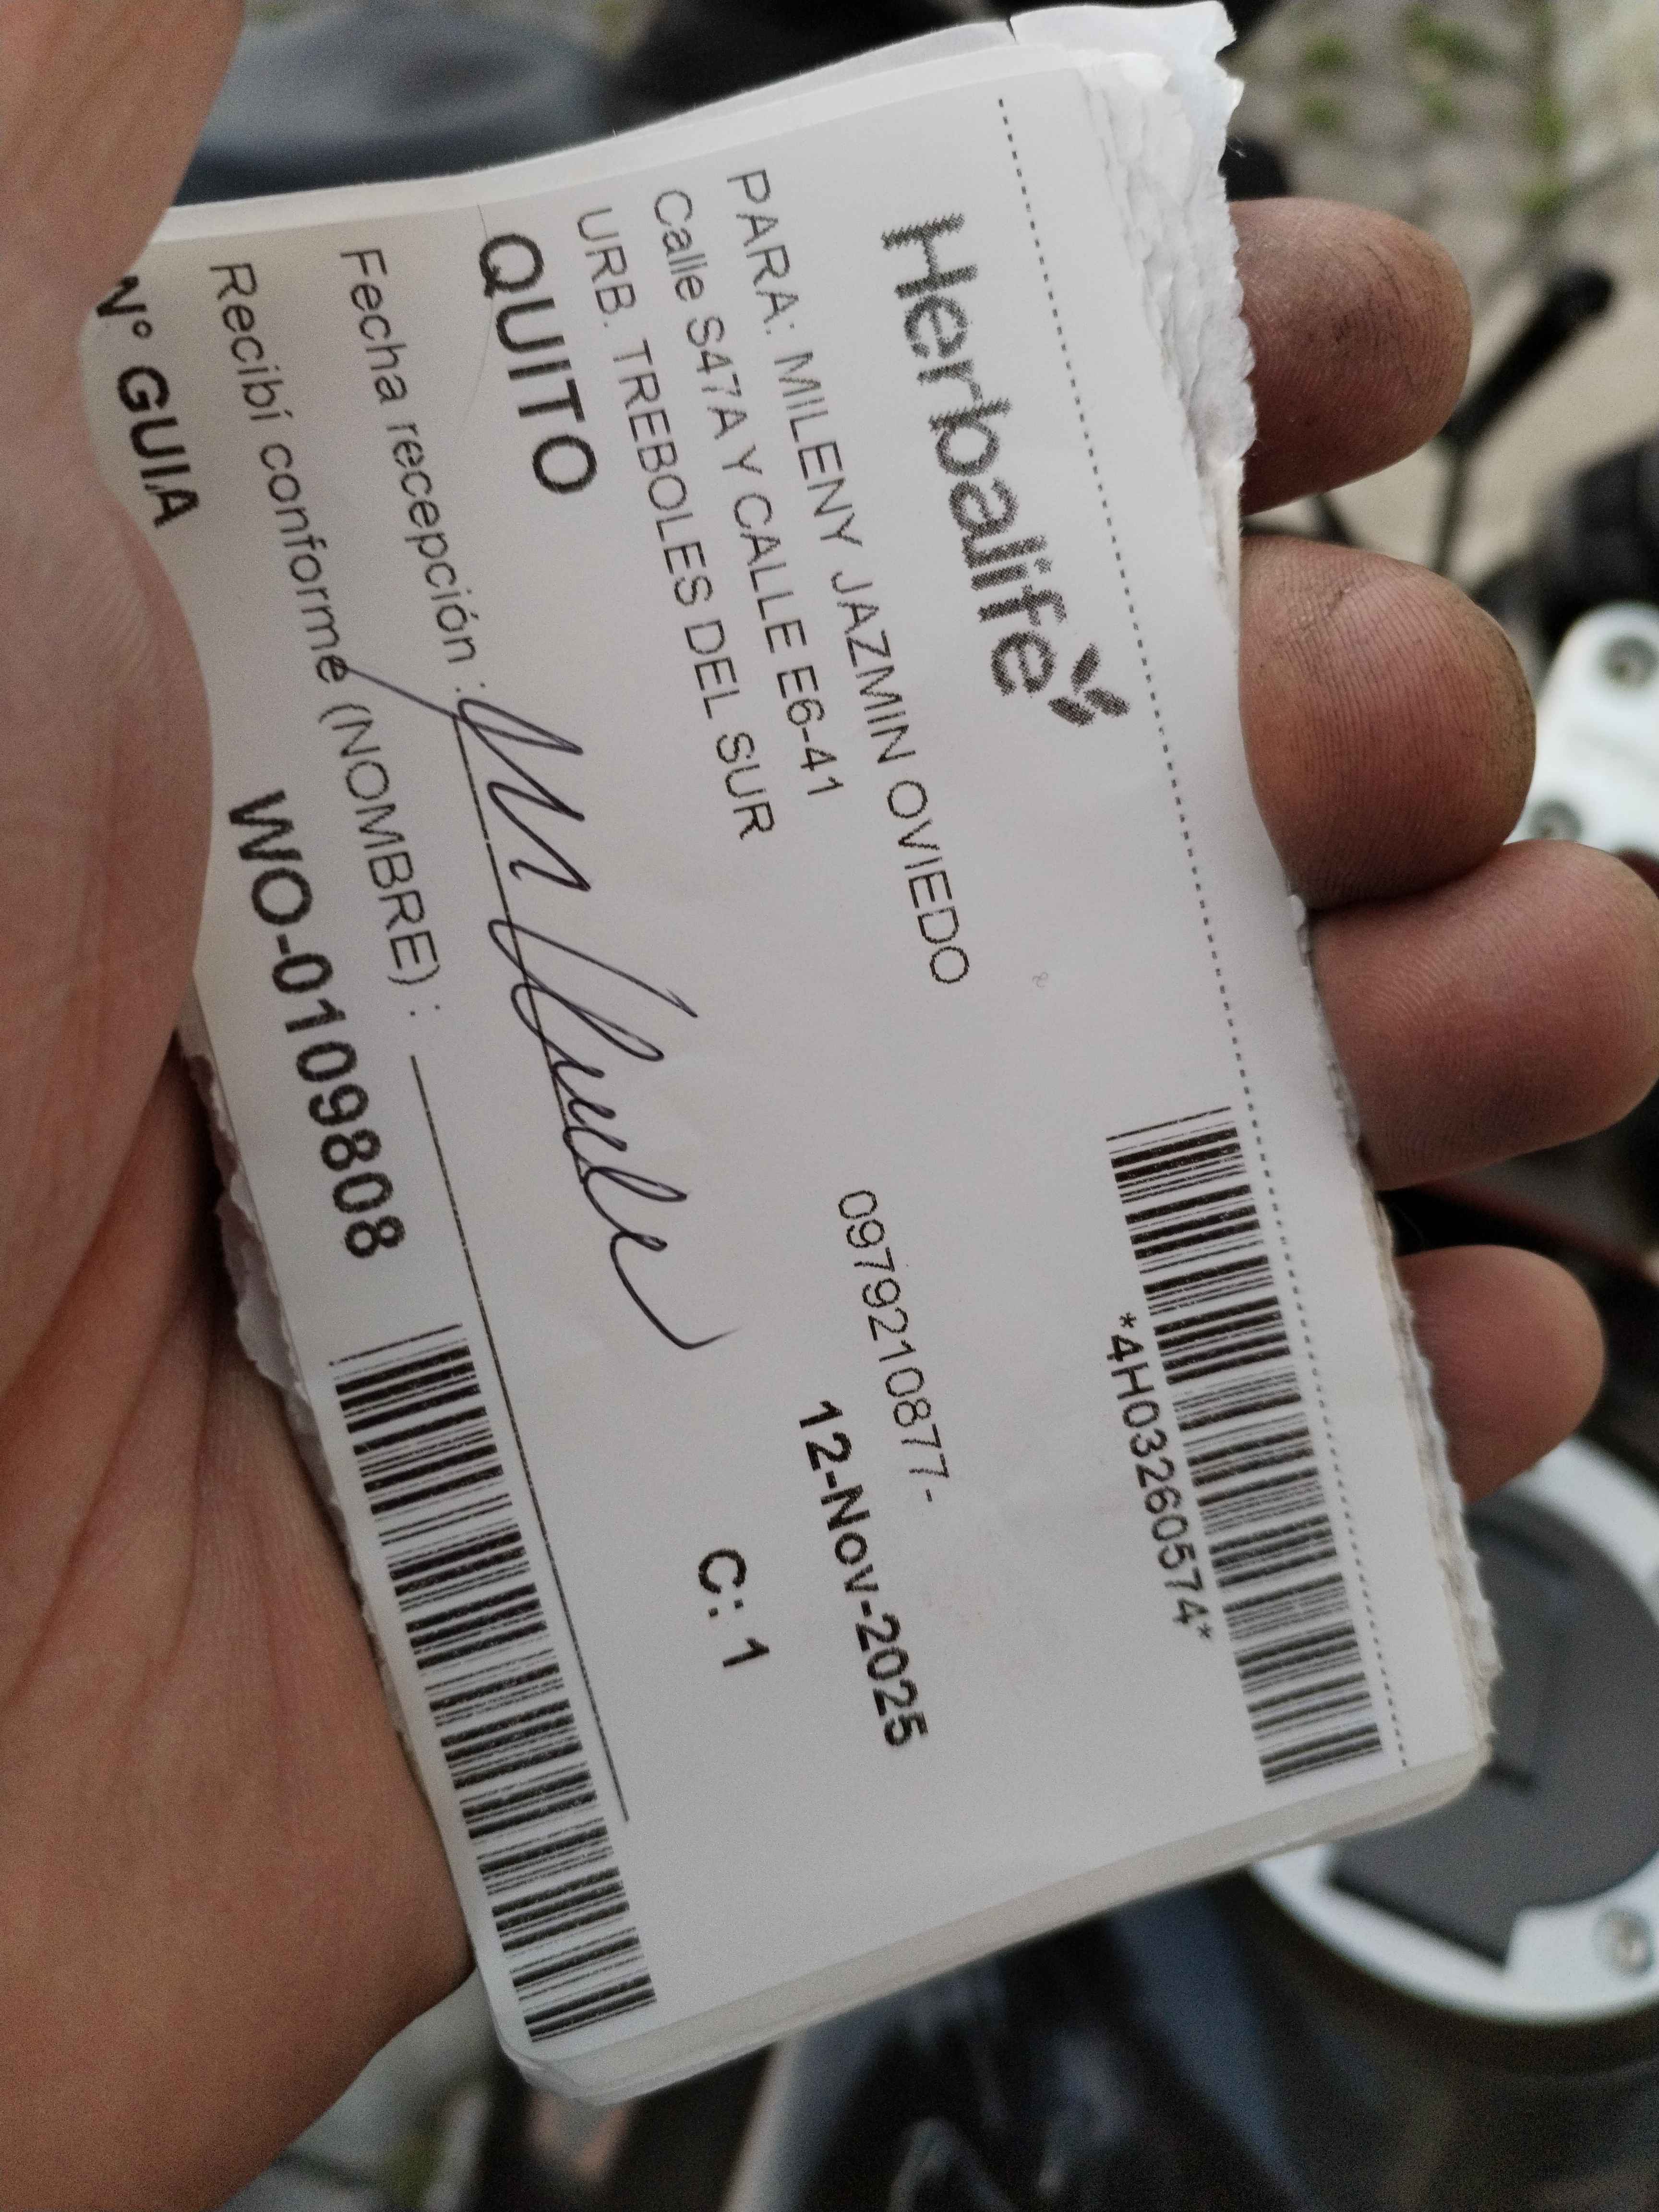 Herbalife
*4H03260574*
PARA: MILENY JAZMIN OVIEDO
0979210877-
Calle S47A Y CALLE E6-41
12-Nov-2025
URB. TREBOLES DEL SUR
QUITO
C: 1
Fecha recepción :
Recibí conforme (NOMBRE) :
N° GUIA
WO-0109808